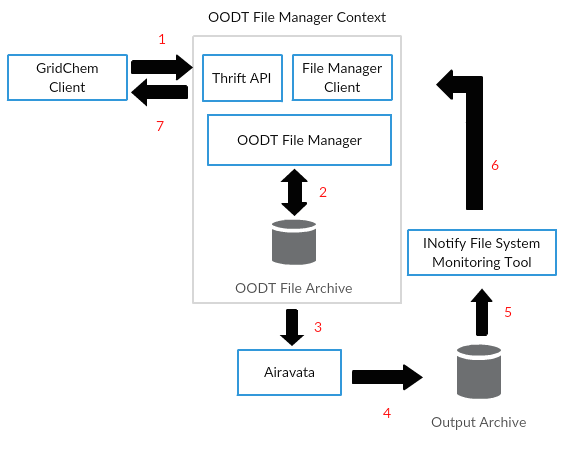 OODT File Manager Context
1
GridChem
Client
Thrift API
File Manager
Client
7
OODT File Manager
6
2
INotify File System
Monitoring Tool
OODT File Archive
3
5
Airavata
4
Output Archive